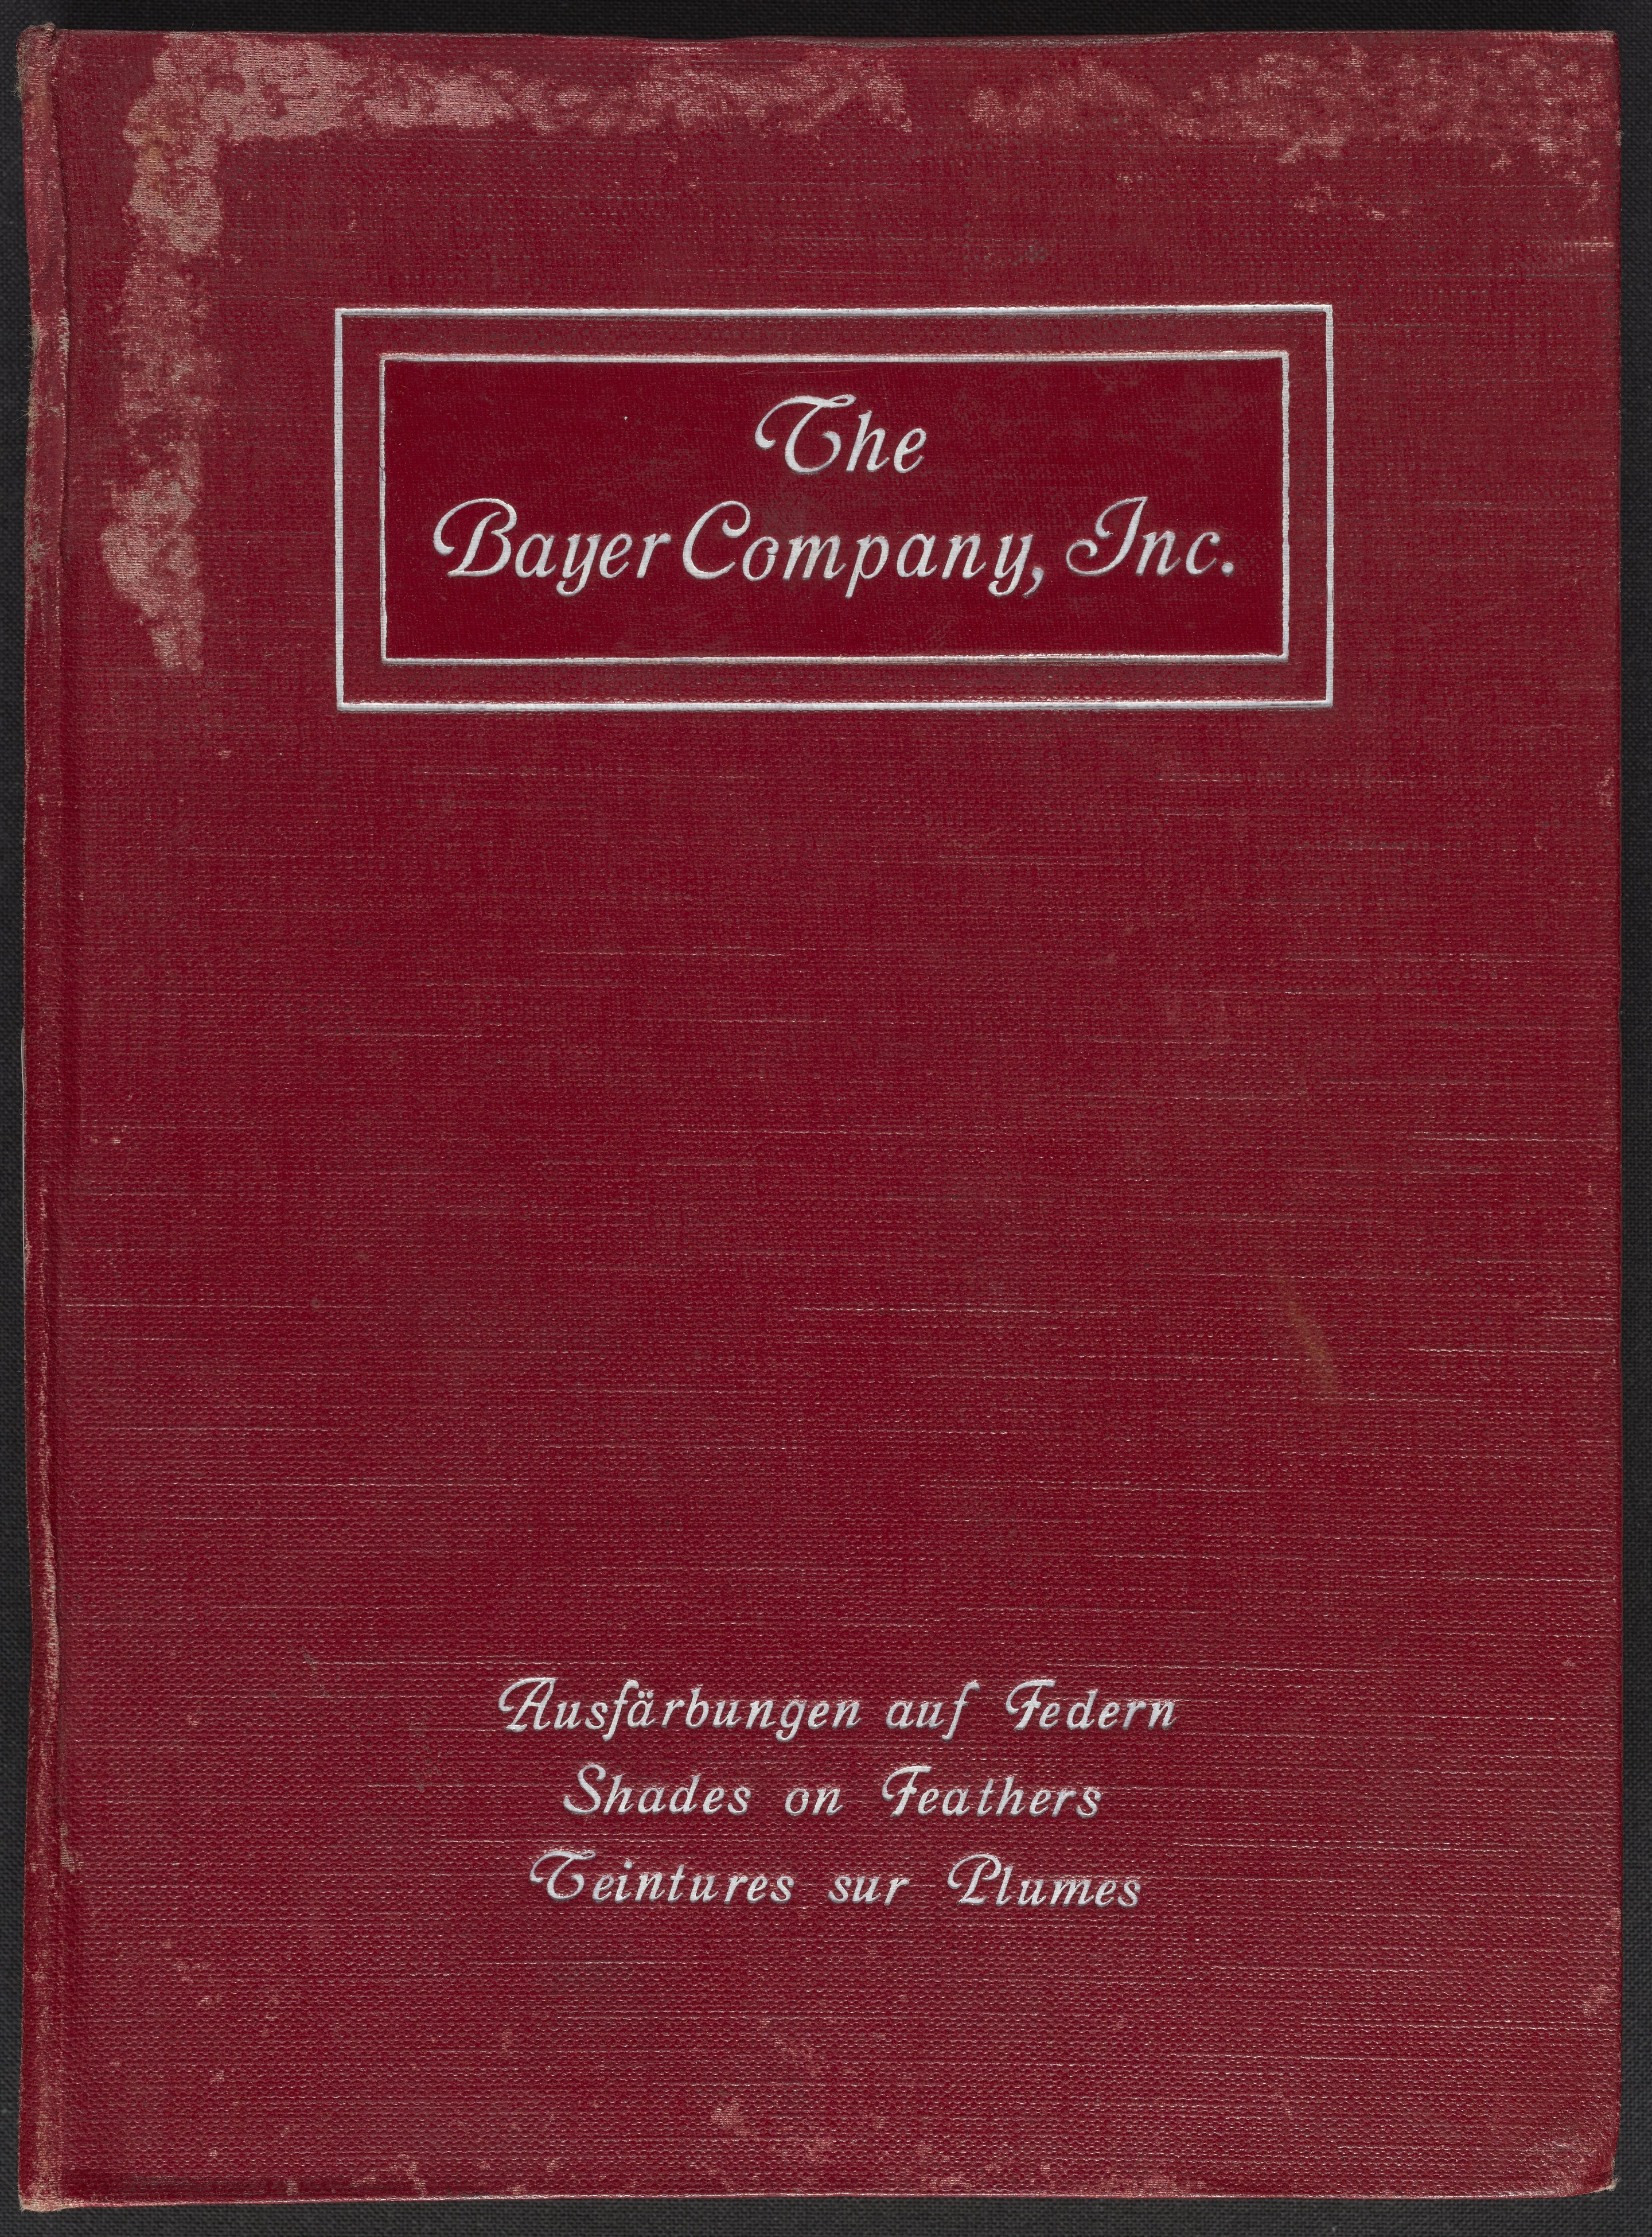 The
Bayer Company, Inc.
Ausfärbungen auf Federn
Shades on Feathers
Teintures sur Plumes